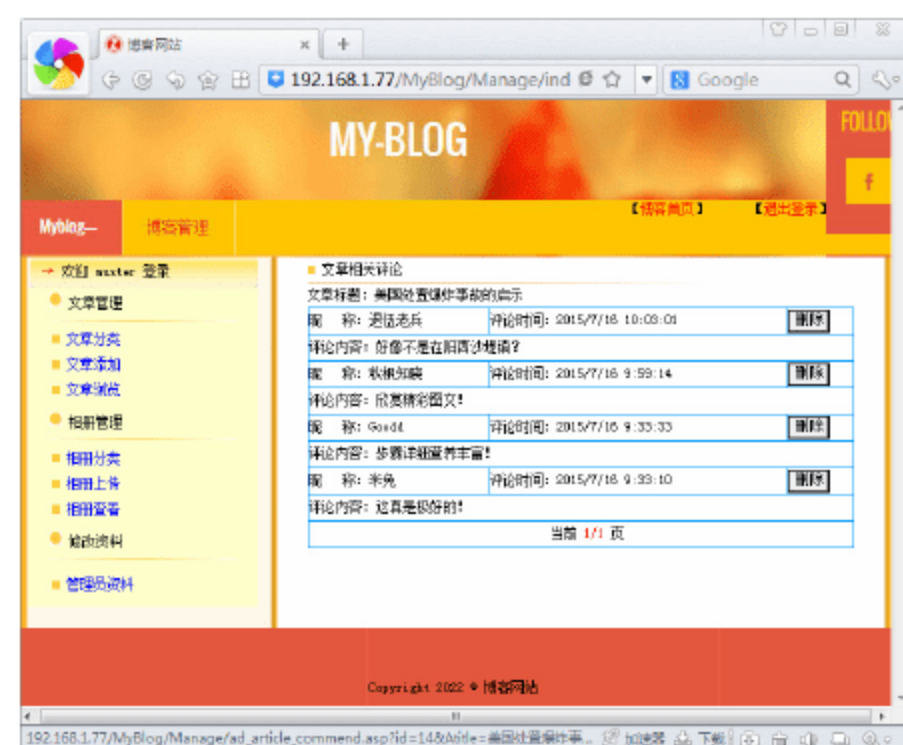 博客网站
192.168.1.77/MyBlog/Manage/ind
Google
MY-BLOG
FOLLOW
f
Myblog—
博客管理
【博客首页】 【退出登录】
欢迎 master 登录
文章管理
文章分类
文章添加
文章浏览
相册管理
相册分类
相册上传
相册查看
修改资料
管理员资料
文章相关评论
文章标题: 美国处置爆炸事故的启示
昵 称: 退伍老兵 评论时间: 2015/7/16 10:03:01 删除
评论内容: 好像不是在阳西沙
昵 称: 评论时间: 2015/7/16 9:59:14 删除
评论内容: 欣赏精彩图文!
昵 称: 评论时间: 2015/7/16 9:33:33 删除
评论内容: 步骤详细营养丰富!
昵 称: 米兔 评论时间: 2015/7/16 9:33:10 删除
评论内容: 这真是极好的!
当前 1/1 页
Copyright 2022 © 博客网站
192.168.1.77/MyBlog/Manage/ad_article_commend.asp?id=14&Atitle=美国处置爆炸事... 加速器 下载